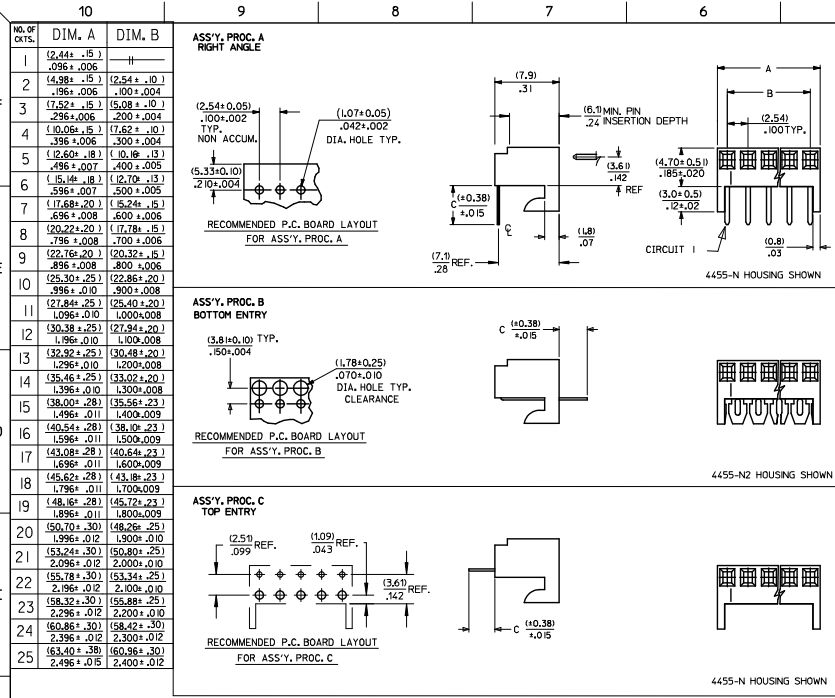 10 9 8 7 6
NO. OF CKTS. DIM. A DIM. B
1 (2.44± .15 ) .096± .006 —
2 (4.98± .15 ) .196± .006 (2.54 ± .10 ) .100±.004
3 (7.52± .15 ) .296±.006 (5.08 ± .10 ) .200 ±.004
4 (10.06± .15 ) .396 ±.006 (7.62 ± .10 ) .300 ±.004
5 (12.60± .18 ) .496 ±.007 (10.16± .13 ) .400 ±.005
6 (15.14± .18 ) .596±.007 (12.70± .13 ) .500 ±.005
7 (17.68±.20 ) .696 ±.008 (15.24± .15 ) .600 ±.006
8 (20.22±.20 ) .796 ±.008 (17.78± .15 ) .700 ±.006
9 (22.76±.20 ) .896 ±.008 (20.32± .15 ) .800 ±.006
10 (25.30±.25 ) .996± .010 (22.86±.20 ) .900±.008
11 (27.84±.25 ) 1.096±.010 (25.40±.20 ) 1.000±.008
12 (30.38 ±.25) 1.196±.010 (27.94±.20 ) 1.100±.008
13 (32.92±.25) 1.296±.010 (30.48±.20 ) 1.200±.008
14 (35.46±.25) 1.396±.010 (33.02±.20 ) 1.300±.008
15 (38.00± .28) 1.496± .011 (35.56±.23 ) 1.400±.009
16 (40.54±.28) 1.596± .011 (38.10±.23 ) 1.500±.009
17 (43.08±.28 ) 1.696± .011 (40.64±.23 ) 1.600±.009
18 (45.62±.28 ) 1.796± .011 (43.18±.23 ) 1.700±.009
19 (48.16±.28) 1.896± .011 (45.72±.23 ) 1.800±.009
20 (50.70± .30) 1.996± .012 (48.26± .25) 1.900± .010
21 (53.24± .30) 2.096± .012 (50.80± .25) 2.000± .010
22 (55.78± .30) 2.196± .012 (53.34± .25) 2.100± .010
23 (58.32±.30 ) 2.296 ±.012 (55.88± .25) 2.200 ±.010
24 (60.86± .30) 2.396 ± .012 (58.42± .30) 2.300± .012
25 (63.40± .38) 2.496± .015 (60.96± .30) 2.400± .012
ASS'Y. PROC. A
RIGHT ANGLE
(2.54±0.05)
.100±.002
TYP.
NON ACCUM.
(1.07±0.05)
.042±.002
DIA. HOLE TYP.
(5.33±0.10)
.210±.004
RECOMMENDED P.C. BOARD LAYOUT
FOR ASS'Y. PROC. A
(7.9)
.31
(6.1) MIN. PIN
.24 INSERTION DEPTH
(3.61)
.142
REF
C (±0.38)
±.015
℄
(1.8)
.07
(7.1)
.28 REF.
A
B
(2.54)
.100 TYP.
(4.70±0.51)
.185±.020
(3.0±0.5)
.12±.02
CIRCUIT 1
(0.8)
.03
4455-N HOUSING SHOWN
ASS'Y. PROC. B
BOTTOM ENTRY
(3.81±0.10) TYP.
.150±.004
(1.78±0.25)
.070±.010
DIA. HOLE TYP.
CLEARANCE
RECOMMENDED P.C. BOARD LAYOUT
FOR ASS'Y. PROC. B
C (±0.38)
±.015
1
4455-N2 HOUSING SHOWN
ASS'Y. PROC. C
TOP ENTRY
(2.51)
.099 REF.
(1.09)
.043 REF.
(3.61)
.142 REF.
RECOMMENDED P.C. BOARD LAYOUT
FOR ASS'Y. PROC. C
C (±0.38)
±.015
1
4455-N HOUSING SHOWN